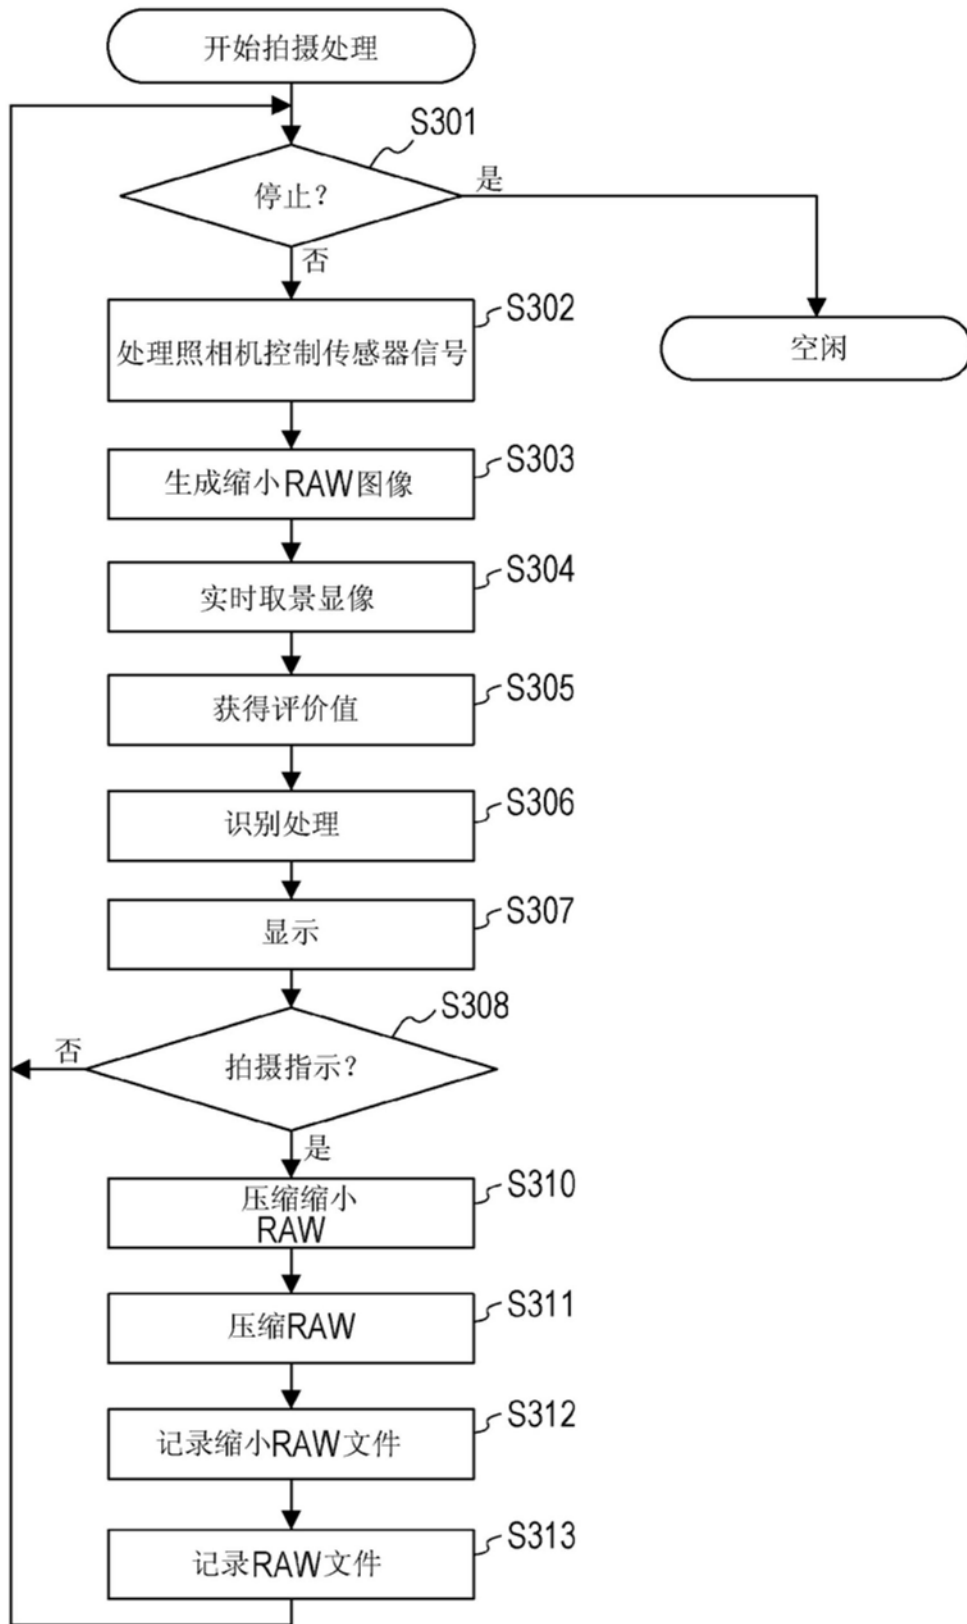 开始拍摄处理
S301
停止?
是
否
S302
处理照相机控制传感器信号
空闲
S303
生成缩小RAW图像
S304
实时取景显像
S305
获得评价值
S306
识别处理
S307
显示
S308
否
拍摄指示?
是
S310
压缩缩小
RAW
S311
压缩RAW
S312
记录缩小RAW文件
S313
记录RAW文件